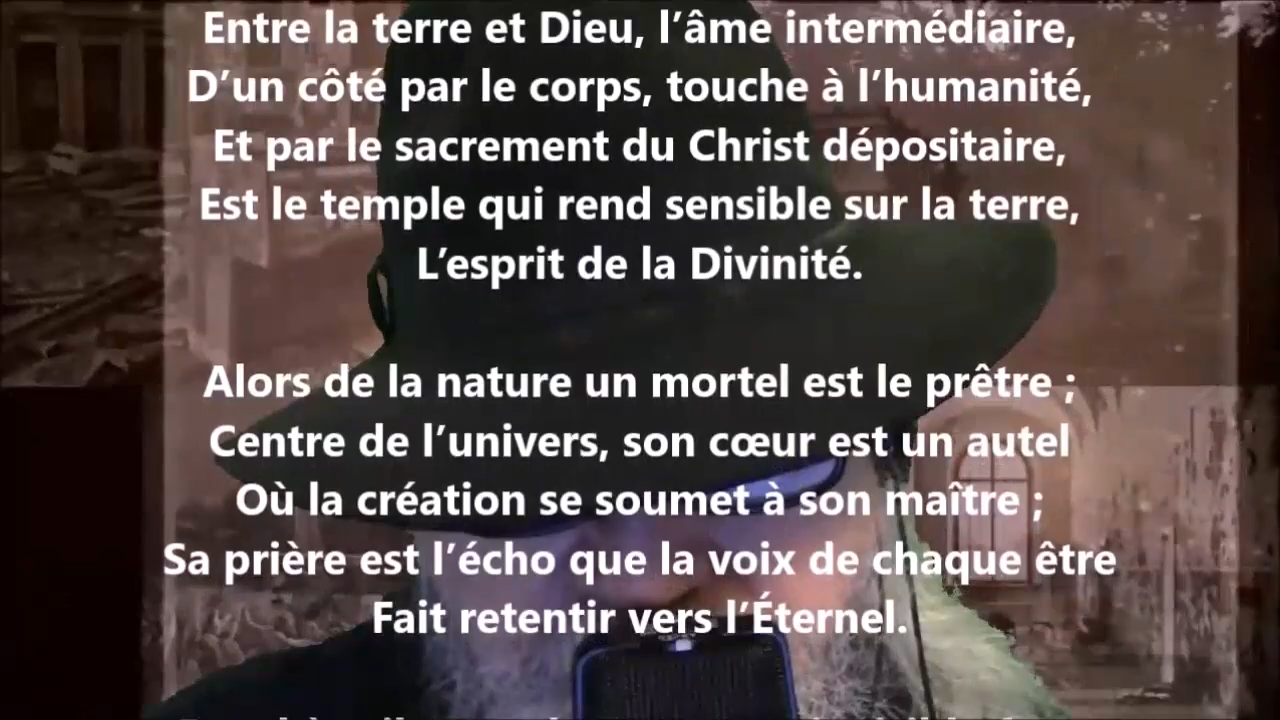 Entre la terre et Dieu, l’âme intermédiaire,
D’un côté par le corps, touche à l’humanité,
Et par le sacrement du Christ dépositaire,
Est le temple qui rend sensible sur la terre,
L’esprit de la Divinité.
Alors de la nature un mortel est le prêtre ;
Centre de l’univers, son cœur est un autel
Où la création se soumet à son maître ;
Sa prière est l’écho que la voix de chaque être
Fait retentir vers l’Éternel.